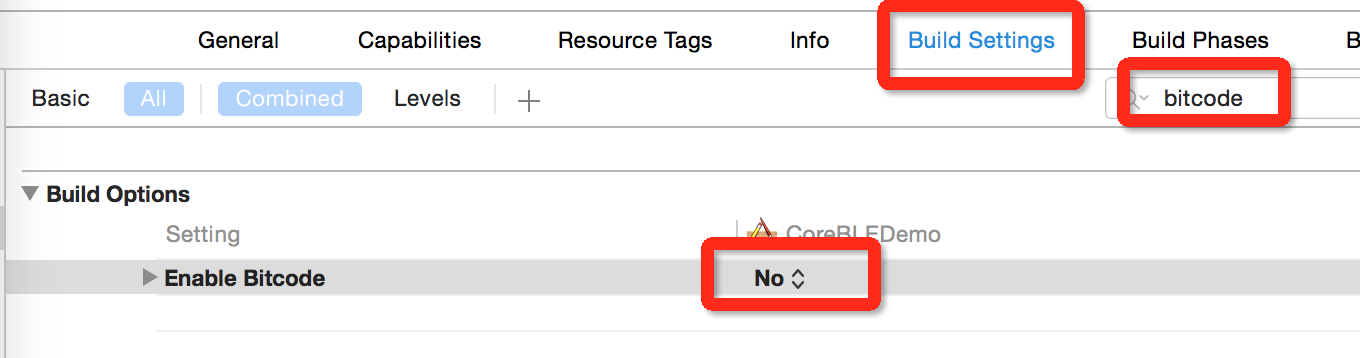 General Capabilities Resource Tags Info Build Settings Build Phases B
Basic All Combined Levels bitcode
Build Options
Setting CoreBLEDemo
Enable Bitcode No